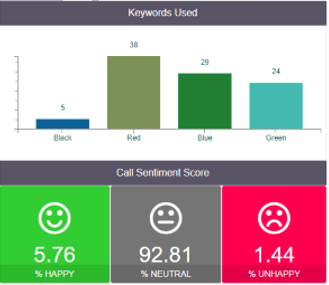 Keywords Used
38
29
24
5
Black Red Blue Green
Call Sentiment Score
5.76 92.81 1.44
% HAPPY % NEUTRAL % UNHAPPY